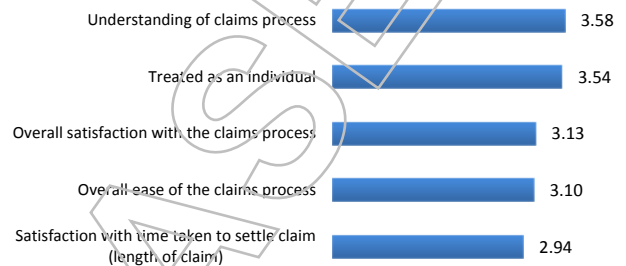 Understanding of claims process 3.58
Treated as an individual 3.54
Overall satisfaction with the claims process 3.13
Overall ease of the claims process 3.10
Satisfaction with time taken to settle claim
(length of claim) 2.94